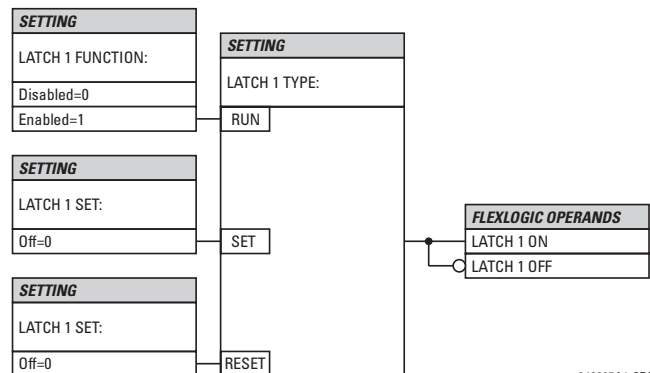 SETTING
LATCH 1 FUNCTION:
Disabled=0
Enabled=1
SETTING
LATCH 1 TYPE:
RUN
SETTING
LATCH 1 SET:
Off=0
SET
SETTING
LATCH 1 SET:
Off=0
RESET
FLEXLOGIC OPERANDS
LATCH 1 ON
LATCH 1 OFF